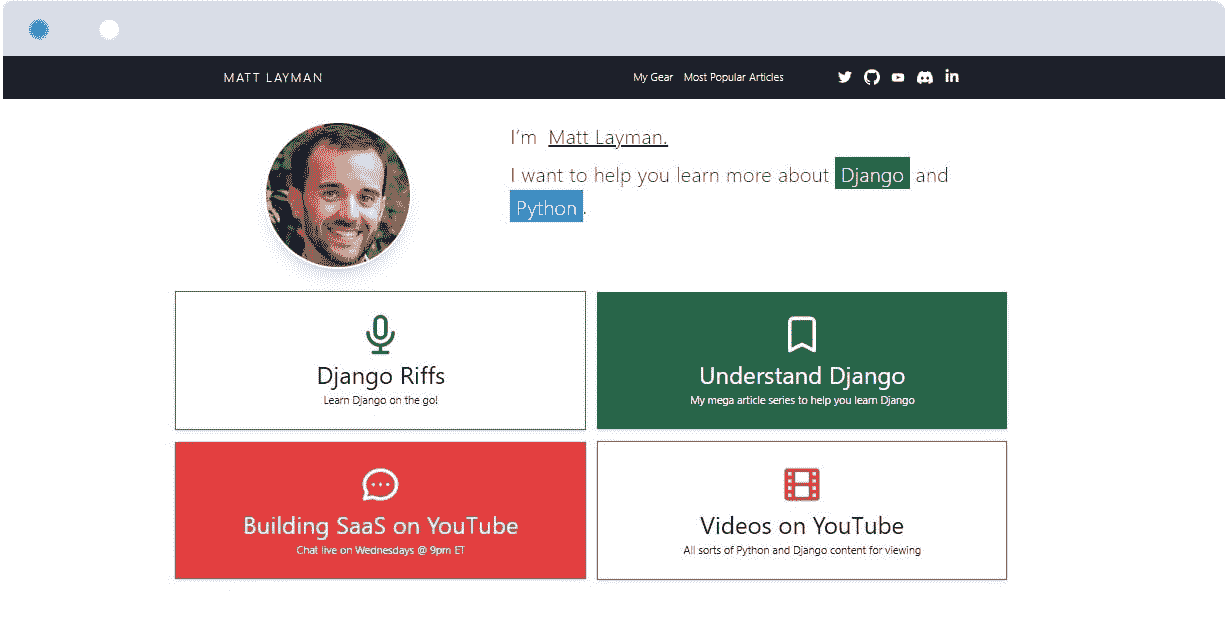 MATT LAYMAN
My Gear Most Popular Articles
I'm Matt Layman.
I want to help you learn more about Django and
Python.
Django Riffs
Learn Django on the go!
Understand Django
My mega article series to help you learn Django
Building SaaS on YouTube
Chat live on Wednesdays @ 9pm ET
Videos on YouTube
All sorts of Python and Django content for viewing